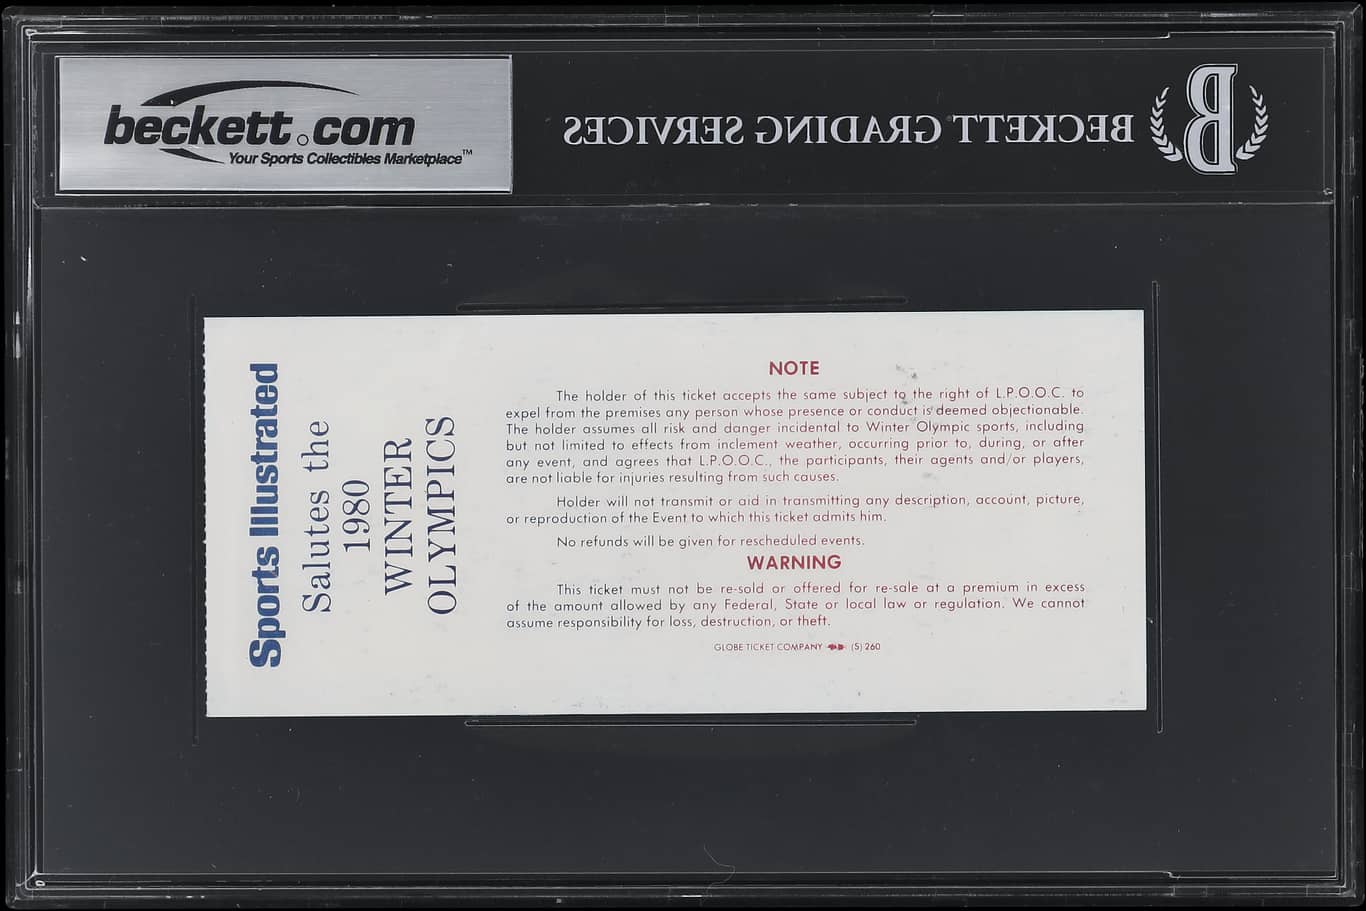 beckett.com
Your Sports Collectibles Marketplace™
BECKETT GRADING SERVICES
B
Sports Illustrated
Salutes the
1980
WINTER
OLYMPICS
NOTE
The holder of this ticket accepts the same subject to the right of L.P.O.O.C. to
expel from the premises any person whose presence or conduct is deemed objectionable.
The holder assumes all risk and danger incidental to Winter Olympic sports, including
but not limited to effects from inclement weather, occurring prior to, during, or after
any event, and agrees that L.P.O.O.C., the participants, their agents and/or players,
are not liable for injuries resulting from such causes.
Holder will not transmit or aid in transmitting any description, account, picture,
or reproduction of the Event to which this ticket admits him.
No refunds will be given for rescheduled events.
WARNING
This ticket must not be re-sold or offered for re-sale at a premium in excess
of the amount allowed by any Federal, State or local law or regulation. We cannot
assume responsibility for loss, destruction, or theft.
GLOBE TICKET COMPANY (5) 260